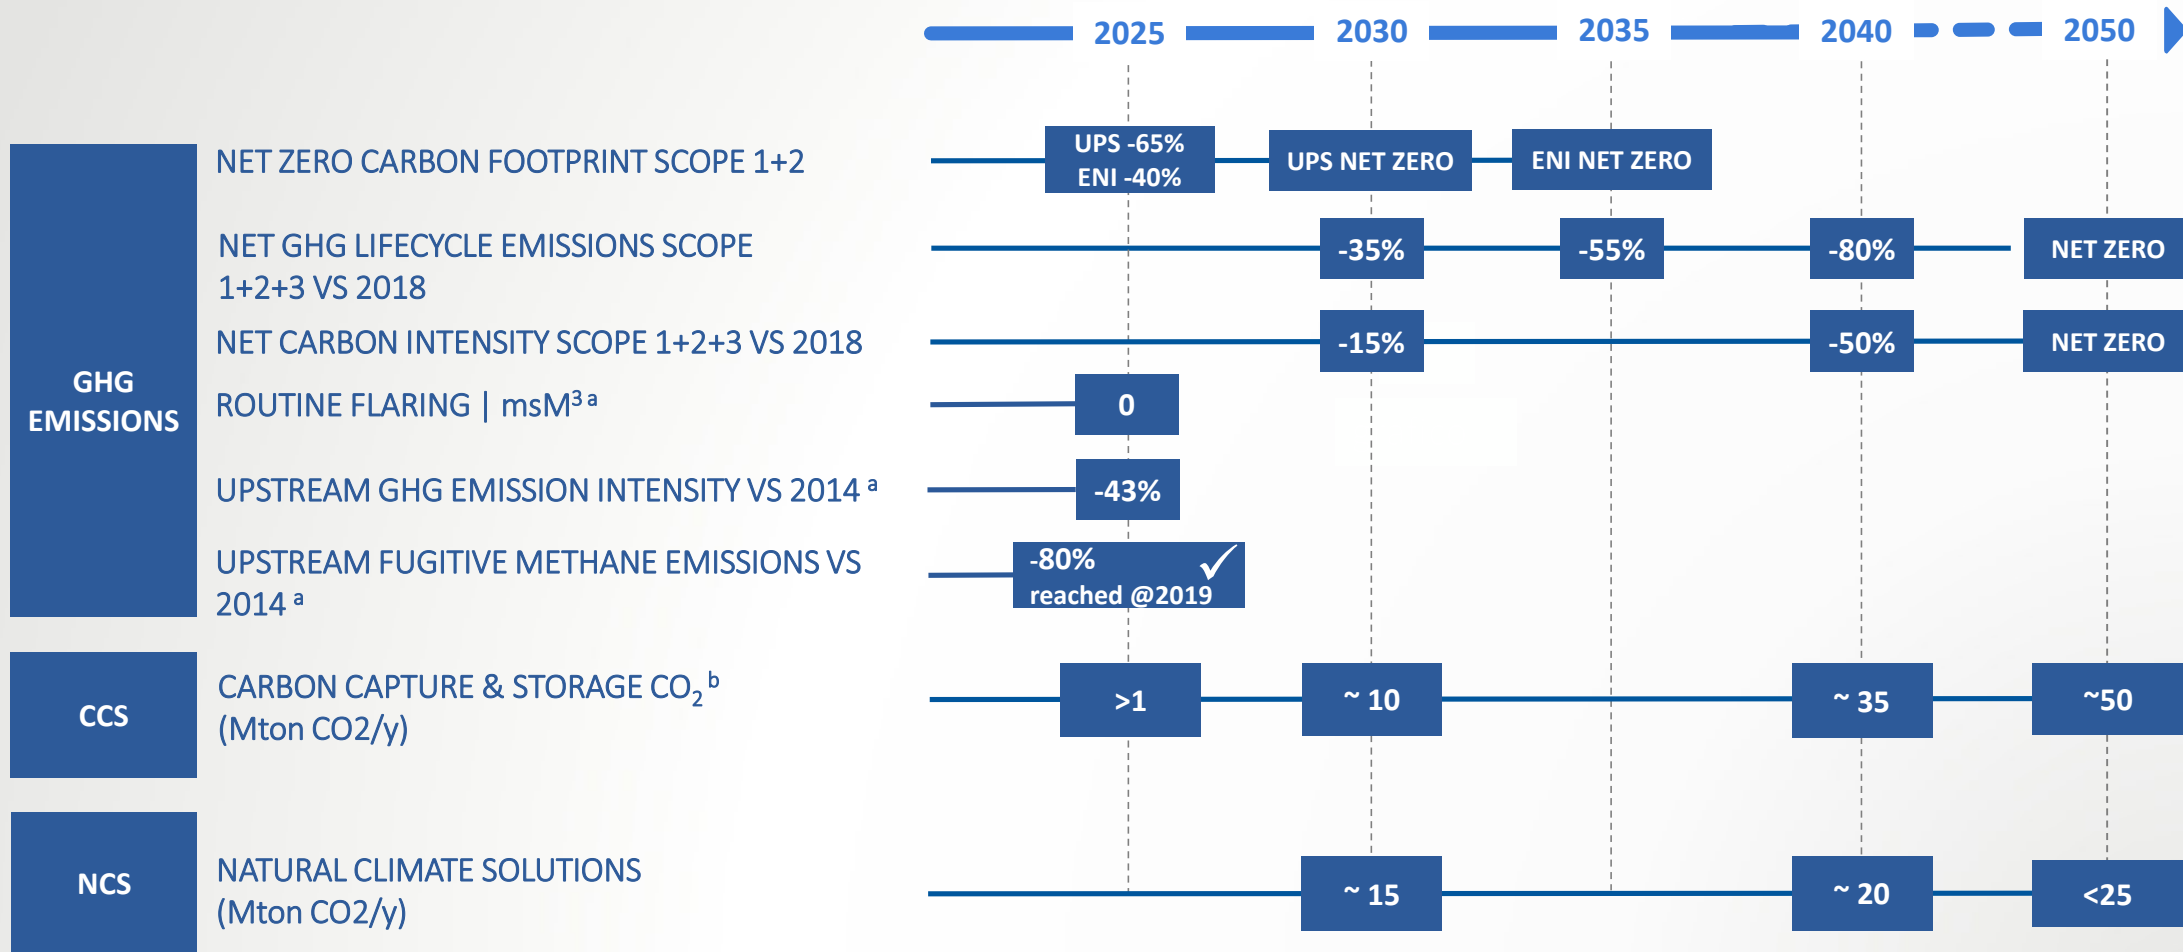 2025 2030 2035 2040 2050
GHG
EMISSIONS
NET ZERO CARBON FOOTPRINT SCOPE 1+2
UPS -65%
ENI -40%
UPS NET ZERO
ENI NET ZERO
NET GHG LIFECYCLE EMISSIONS SCOPE
1+2+3 VS 2018
-35%
-55%
-80%
NET ZERO
NET CARBON INTENSITY SCOPE 1+2+3 VS 2018
-15%
-50%
NET ZERO
ROUTINE FLARING | msM³ ᵃ
0
UPSTREAM GHG EMISSION INTENSITY VS 2014 ᵃ
-43%
UPSTREAM FUGITIVE METHANE EMISSIONS VS
2014 ᵃ
-80% ✓
reached @2019
CCS
CARBON CAPTURE & STORAGE CO₂ ᵇ
(Mton CO2/y)
>1
~ 10
~ 35
~50
NCS
NATURAL CLIMATE SOLUTIONS
(Mton CO2/y)
~ 15
~ 20
<25